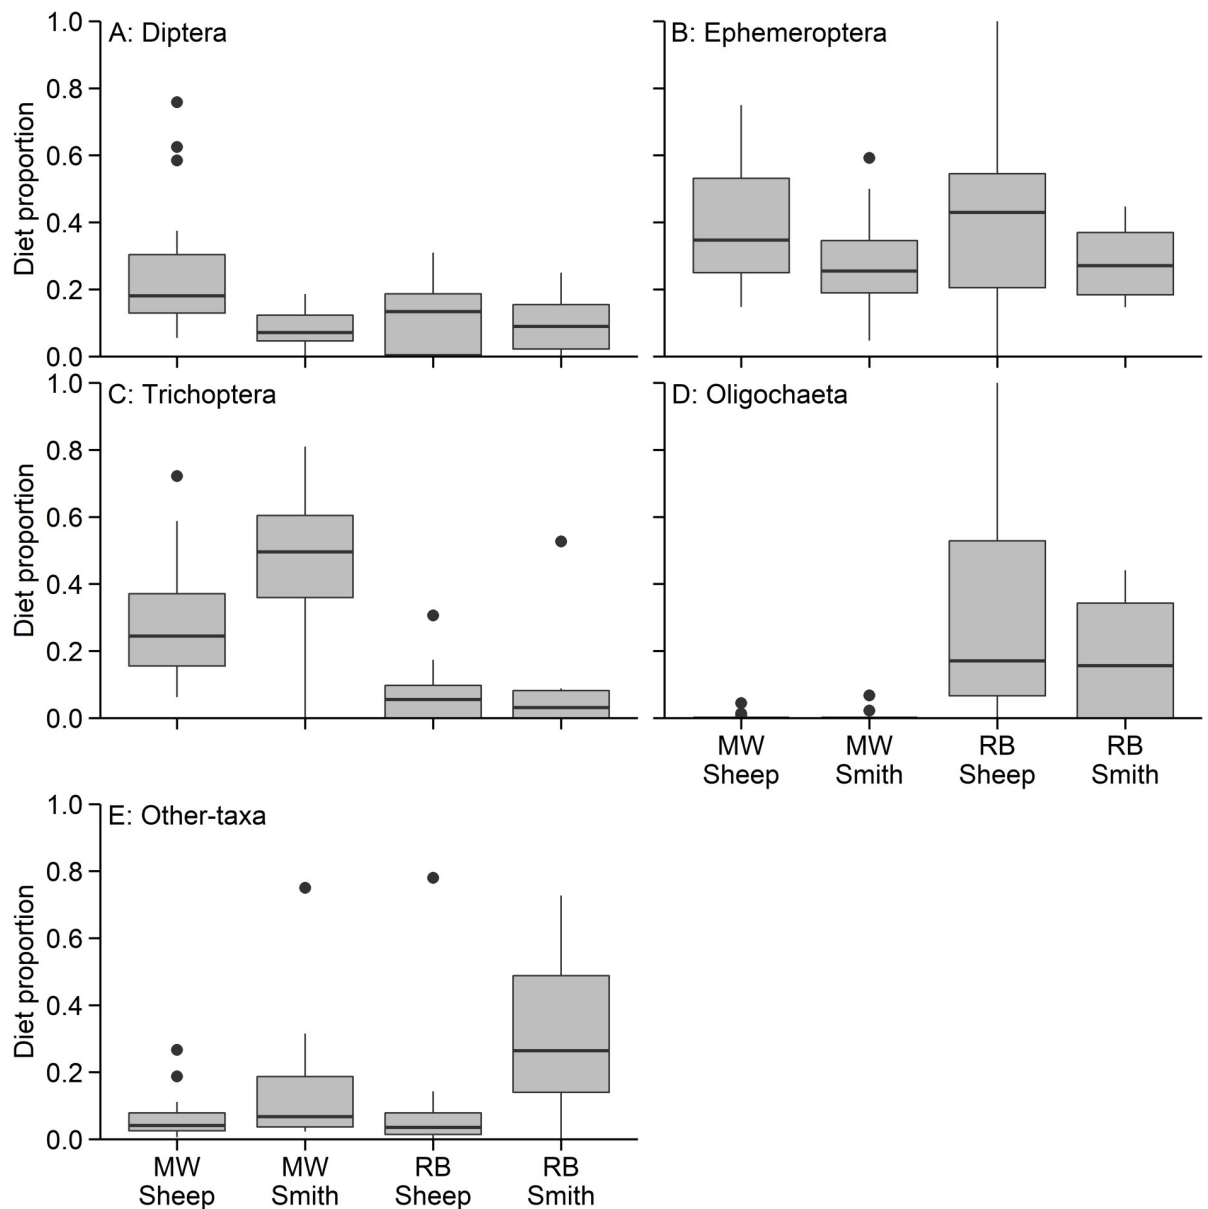 A: Diptera
Diet proportion
1.0
0.8
0.6
0.4
0.2
0.0
B: Ephemeroptera
C: Trichoptera
Diet proportion
1.0
0.8
0.6
0.4
0.2
0.0
D: Oligochaeta
MW Sheep
MW Smith
RB Sheep
RB Smith
E: Other-taxa
Diet proportion
1.0
0.8
0.6
0.4
0.2
0.0
MW Sheep
MW Smith
RB Sheep
RB Smith